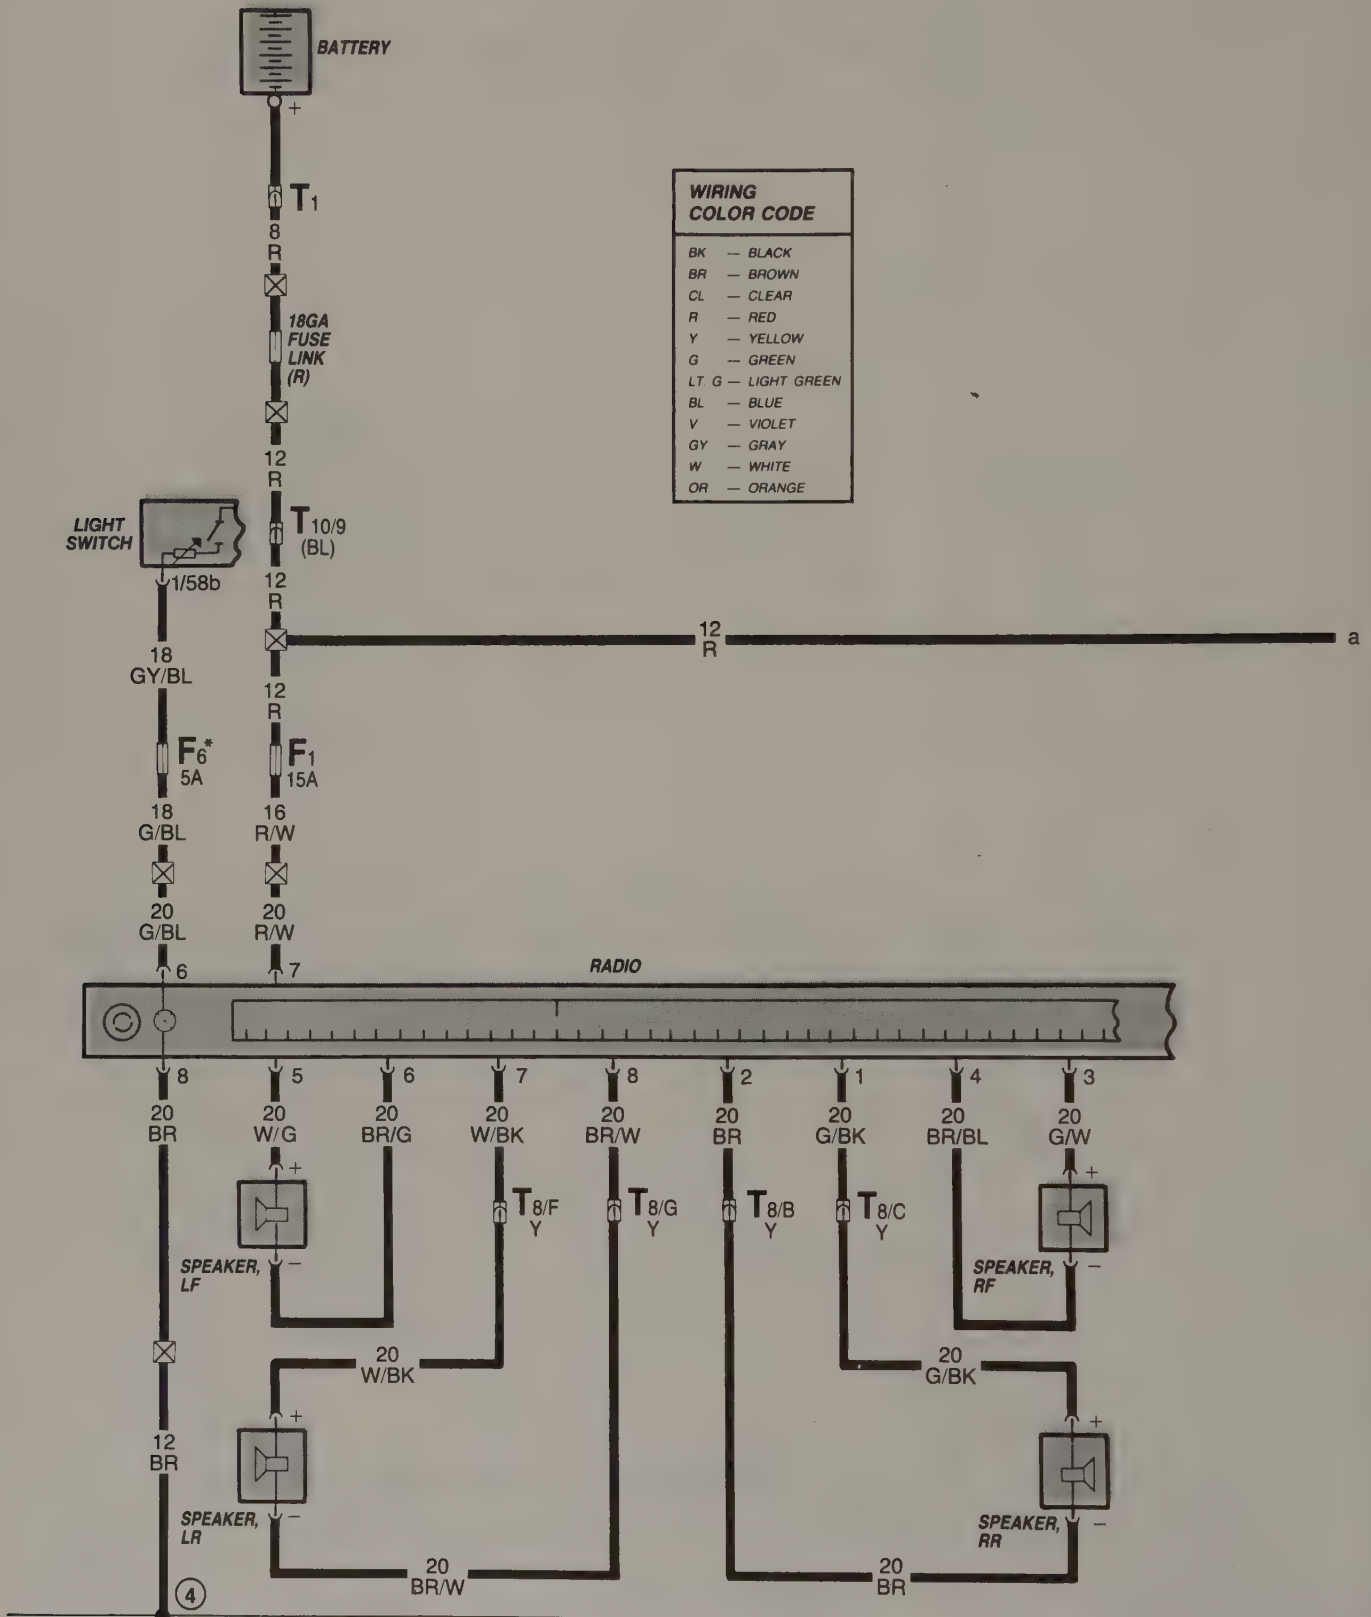 BATTERY
+
T1
8
R
18GA
FUSE
LINK
(R)
WIRING
COLOR CODE
BK — BLACK
BR — BROWN
CL — CLEAR
R — RED
Y — YELLOW
G — GREEN
LT. G — LIGHT GREEN
BL — BLUE
V — VIOLET
GY — GRAY
W — WHITE
OR — ORANGE
12
R
LIGHT
SWITCH
1/58b
T10/9
(BL)
12
R
12
R
a
18
GY/BL
12
R
F6*
5A
F1
15A
18
G/BL
16
R/W
20
G/BL
20
R/W
6
7
RADIO
8 5 6 7 8 2 1 4 3
20 20 20 20 20 20 20 20 20
BR W/G BR/G W/BK BR/W BR G/BK BR/BL G/W
+
+
T8/F
Y
T8/G
Y
T8/B
Y
T8/C
Y
SPEAKER,
LF
−
SPEAKER,
RF
−
20
W/BK
20
G/BK
+
+
12
BR
SPEAKER,
LR
−
SPEAKER,
RR
−
20
BR/W
20
BR
4